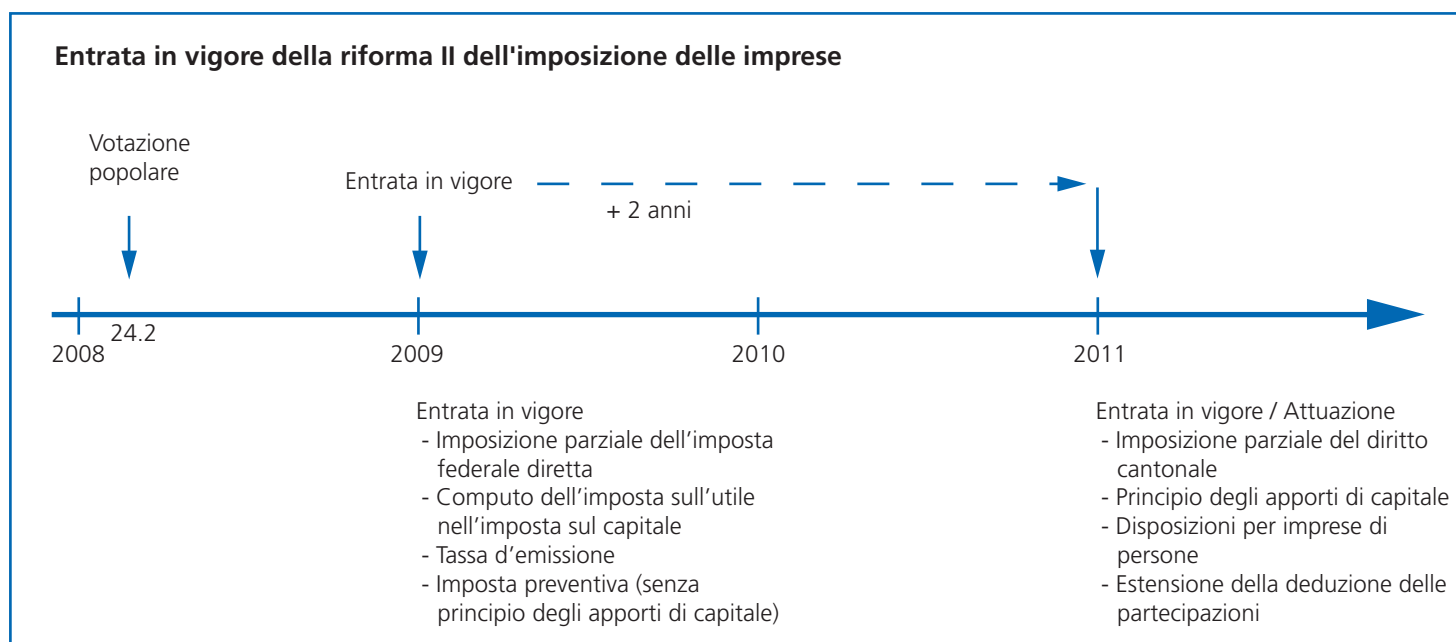 Entrata in vigore della riforma II dell'imposizione delle imprese
Votazione
popolare
Entrata in vigore
+ 2 anni
24.2
2008
2009
2010
2011
Entrata in vigore
- Imposizione parziale dell’imposta
federale diretta
- Computo dell’imposta sull’utile
nell’imposta sul capitale
- Tassa d’emissione
- Imposta preventiva (senza
principio degli apporti di capitale)
Entrata in vigore / Attuazione
- Imposizione parziale del diritto
cantonale
- Principio degli apporti di capitale
- Disposizioni per imprese di
persone
- Estensione della deduzione delle
partecipazioni